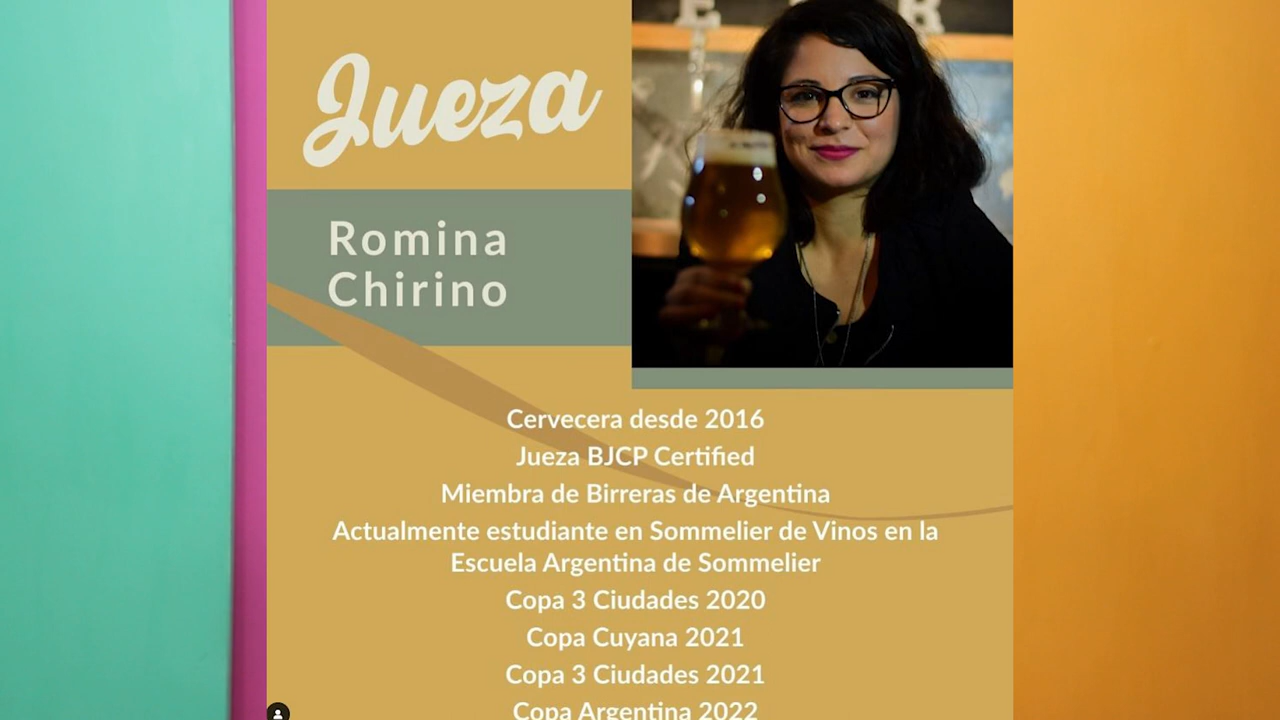 Jueza
Romina
Chirino
Cervecera desde 2016
Jueza BJCP Certified
Miembra de Birreras de Argentina
Actualmente estudiante en Sommelier de Vinos en la
Escuela Argentina de Sommelier
Copa 3 Ciudades 2020
Copa Cuyana 2021
Copa 3 Ciudades 2021
Copa Argentina 2022